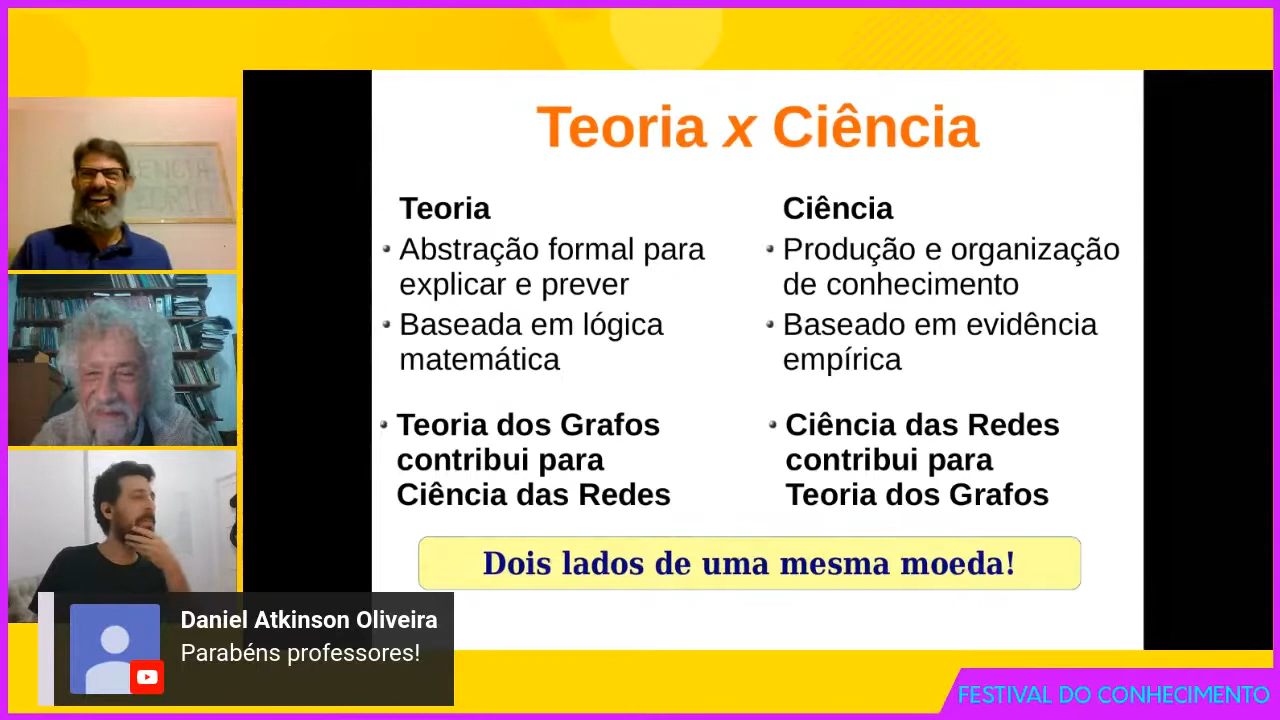 Teoria x Ciência
Teoria
Abstração formal para
explicar e prever
Baseada em lógica
matemática
Teoria dos Grafos
contribui para
Ciência das Redes
Ciência
Produção e organização
de conhecimento
Baseado em evidência
empírica
Ciência das Redes
contribui para
Teoria dos Grafos
Dois lados de uma mesma moeda!
Daniel Atkinson Oliveira
Parabéns professores!
FESTIVAL DO CONHECIMENTO